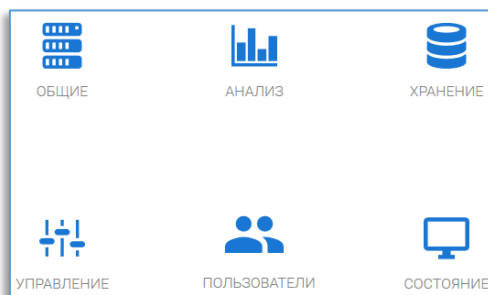 ОБЩИЕ
АНАЛИЗ
ХРАНЕНИЕ
УПРАВЛЕНИЕ
ПОЛЬЗОВАТЕЛИ
СОСТОЯНИЕ